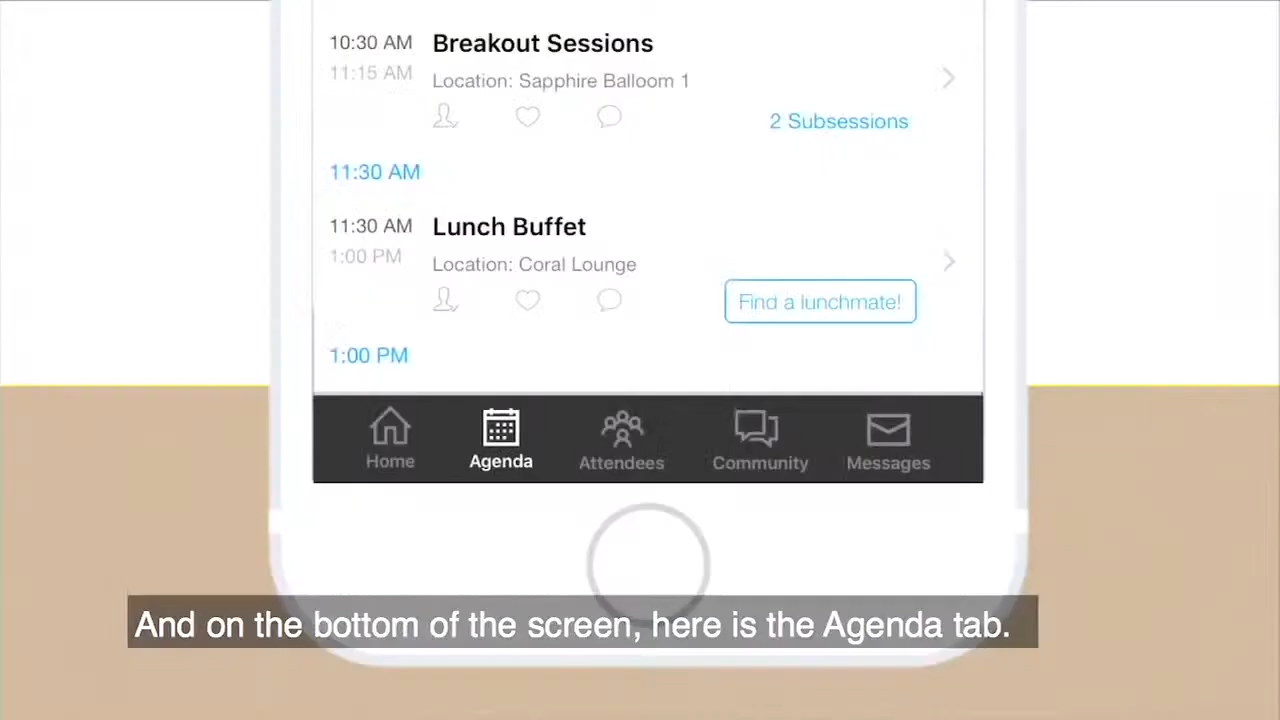 10:30 AM Breakout Sessions
11:15 AM Location: Sapphire Balloom 1
2 Subsessions
11:30 AM
11:30 AM Lunch Buffet
1:00 PM Location: Coral Lounge
Find a lunchmate!
1:00 PM
Home Agenda Attendees Community Messages
And on the bottom of the screen, here is the Agenda tab.